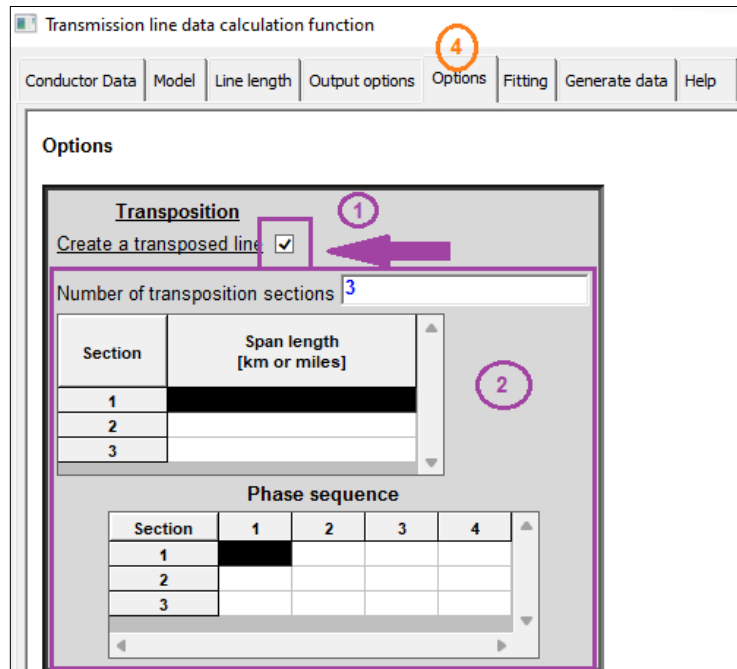 Transmission line data calculation function
4
Conductor Data Model Line length Output options Options Fitting Generate data Help
Options
Transposition
1
Create a transposed line
Number of transposition sections 3
Section Span length
[km or miles]
2
1
2
3
Phase sequence
Section 1 2 3 4
1
2
3